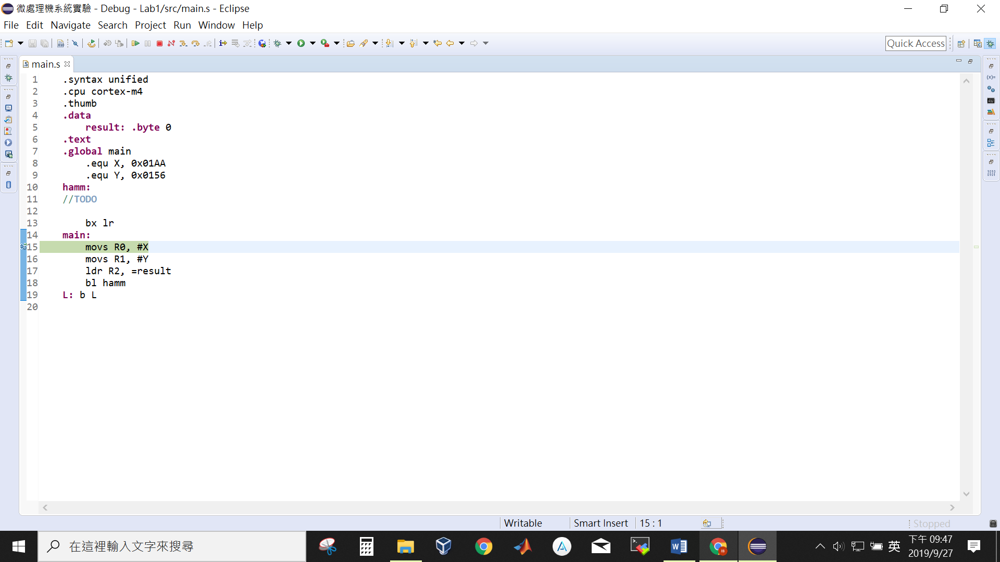 微處理機系統實驗 - Debug - Lab1/src/main.s - Eclipse
File Edit Navigate Search Project Run Window Help
Quick Access
main.s
1 .syntax unified
2 .cpu cortex-m4
3 .thumb
4 .data
5 result: .byte 0
6 .text
7 .global main
8 .equ X, 0x01AA
9 .equ Y, 0x0156
10 hamm:
11 //TODO
12
13 bx lr
14 main:
15 movs R0, #X
16 movs R1, #Y
17 ldr R2, =result
18 bl hamm
19 L: b L
20
Writable Smart Insert 15 : 1 Stopped
在這裡輸入文字來搜尋
英
下午 09:47
2019/9/27